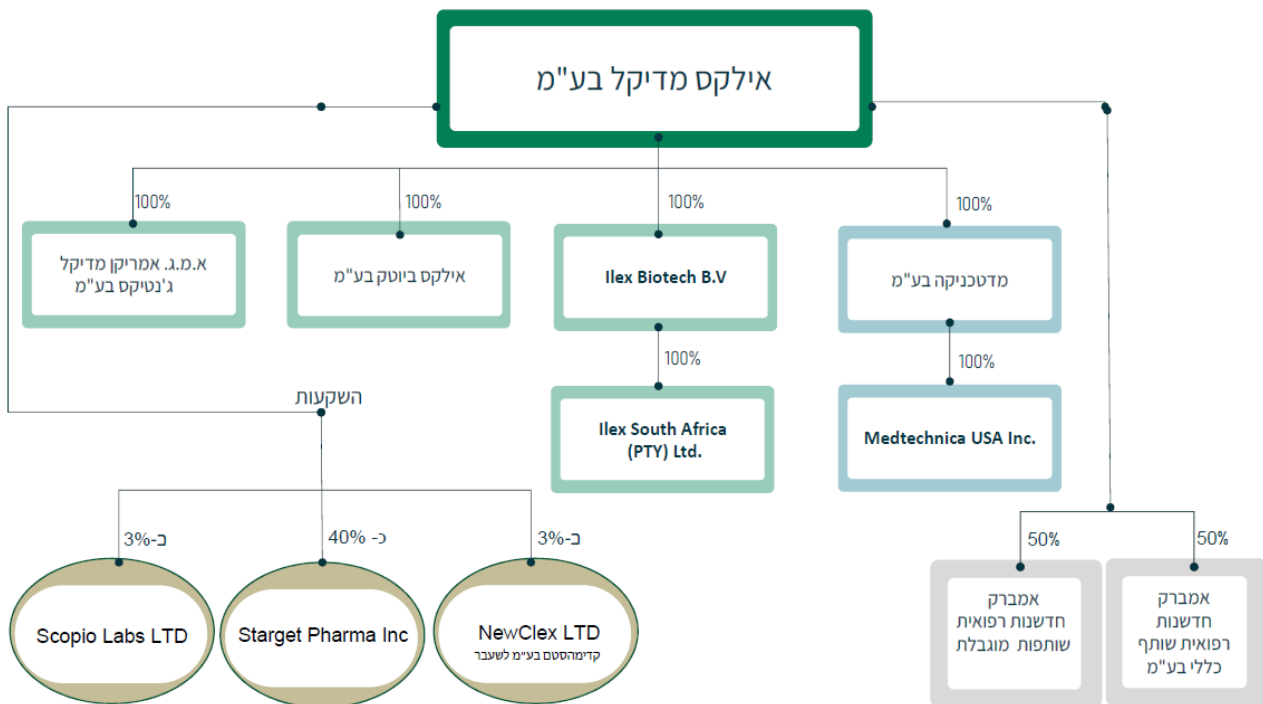 אילקס מדיקל בע"מ
100%
100%
100%
100%
א.מ.ג. אמריקן מדיקל
ג'נטיקס בע"מ
אילקס ביוטק בע"מ
Ilex Biotech B.V
מדטכניקה בע"מ
100%
100%
Ilex South Africa
(PTY) Ltd.
Medtechnica USA Inc.
השקעות
כ-3%
כ- 40%
כ-3%
Scopio Labs LTD
Starget Pharma Inc
NewClex LTD
קדימהסטם בע"מ לשעבר
50%
50%
אמברק
חדשנות רפואית
שותפות מוגבלת
אמברק
חדשנות
רפואית שותף
כללי בע"מ